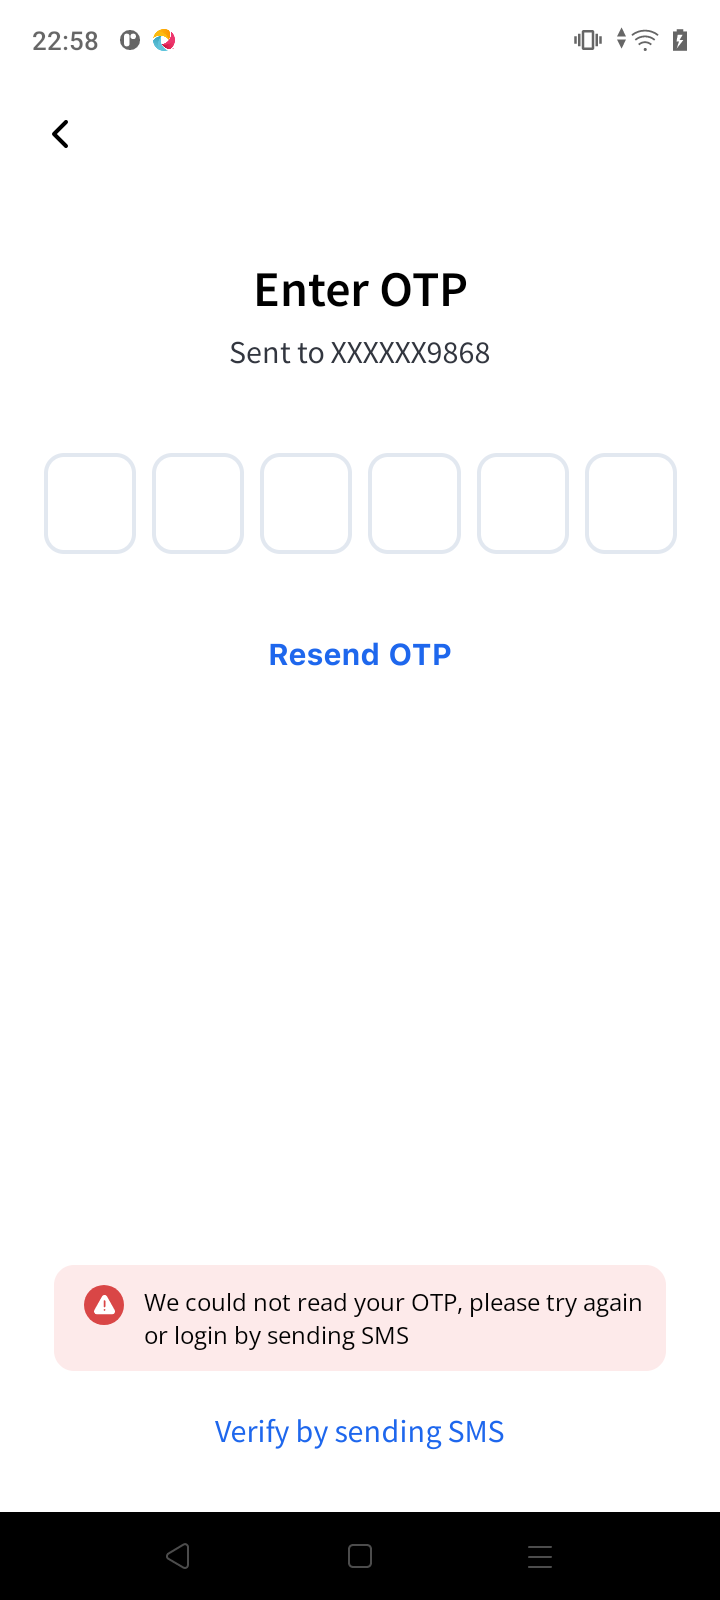 22:58
Enter OTP
Sent to XXXXXX9868
Resend OTP
We could not read your OTP, please try again
or login by sending SMS
Verify by sending SMS